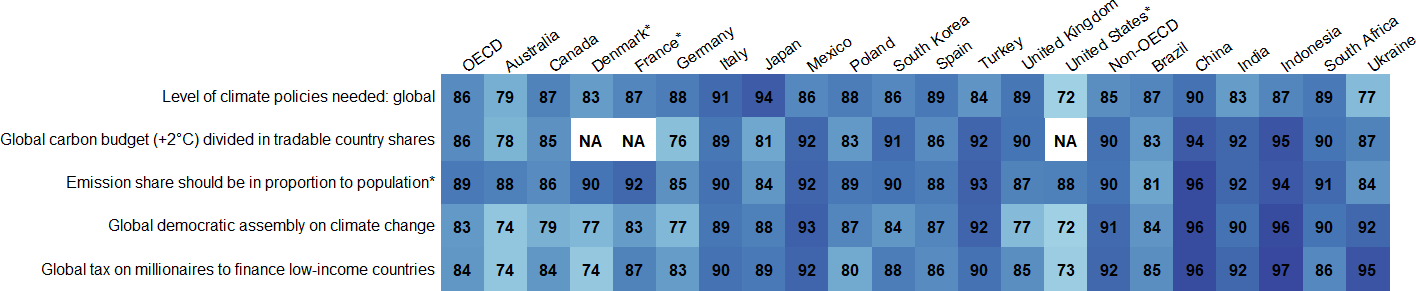 OECD Australia Canada Denmark* France* Germany Italy Japan Mexico Poland South Korea Spain Turkey United Kingdom United States* Non-OECD Brazil China India Indonesia South Africa Ukraine
Level of climate policies needed: global 86 79 87 83 87 88 91 94 86 88 86 89 84 89 72 85 87 90 83 87 89 77
Global carbon budget (+2°C) divided in tradable country shares 86 78 85 NA NA 76 89 81 92 83 91 86 92 90 NA 90 83 94 92 95 90 87
Emission share should be in proportion to population* 89 88 86 90 92 85 90 84 92 89 90 88 93 87 88 90 81 96 92 94 91 84
Global democratic assembly on climate change 83 74 79 77 83 77 89 88 93 87 84 87 92 77 72 91 84 96 90 96 90 92
Global tax on millionaires to finance low-income countries 84 74 84 74 87 83 90 89 92 80 88 86 90 85 73 92 85 96 92 97 86 95